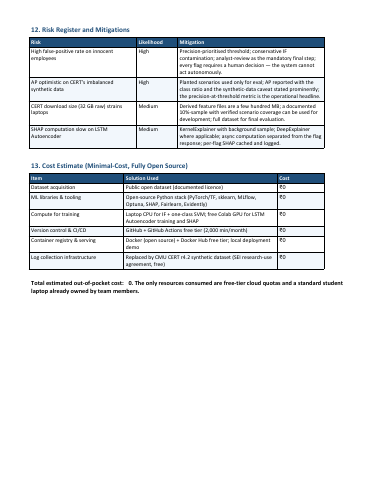 12. Risk Register and Mitigations
Risk Likelihood Mitigation
High false-positive rate on innocent employees High Precision-prioritised threshold; conservative IF
contamination; analyst-review as the mandatory final step;
every flag requires a human decision — the system cannot
act autonomously.
AP optimistic on CERT's imbalanced synthetic data High Planted scenarios used only for eval; AP reported with the
class ratio and the synthetic-data caveat stated prominently;
the precision-at-threshold metric is the operational headline.
CERT download size (32 GB raw) strains laptops Medium Derived feature files are a few hundred MB; a documented
10%-sample with verified scenario coverage can be used for
development; full dataset for final evaluation.
SHAP computation slow on LSTM Autoencoder Medium KernelExplainer with background sample; DeepExplainer
where applicable; async computation separated from the flag
response; per-flag SHAP cached and logged.
13. Cost Estimate (Minimal-Cost, Fully Open Source)
Item Solution Used Cost
Dataset acquisition Public open dataset (documented licence) ₹0
ML libraries & tooling Open-source Python stack (PyTorch/TF, sklearn, MLflow,
Optuna, SHAP, Fairlearn, Evidently) ₹0
Compute for training Laptop CPU for IF + one-class SVM; free Colab GPU for LSTM
Autoencoder training and SHAP ₹0
Version control & CI/CD GitHub + GitHub Actions free tier (2,000 min/month) ₹0
Container registry & serving Docker (open source) + Docker Hub free tier; local deployment
demo ₹0
Log collection infrastructure Replaced by CMU CERT r4.2 synthetic dataset (SEI research-use
agreement, free) ₹0
Total estimated out-of-pocket cost: 0. The only resources consumed are free-tier cloud quotas and a standard student
laptop already owned by team members.